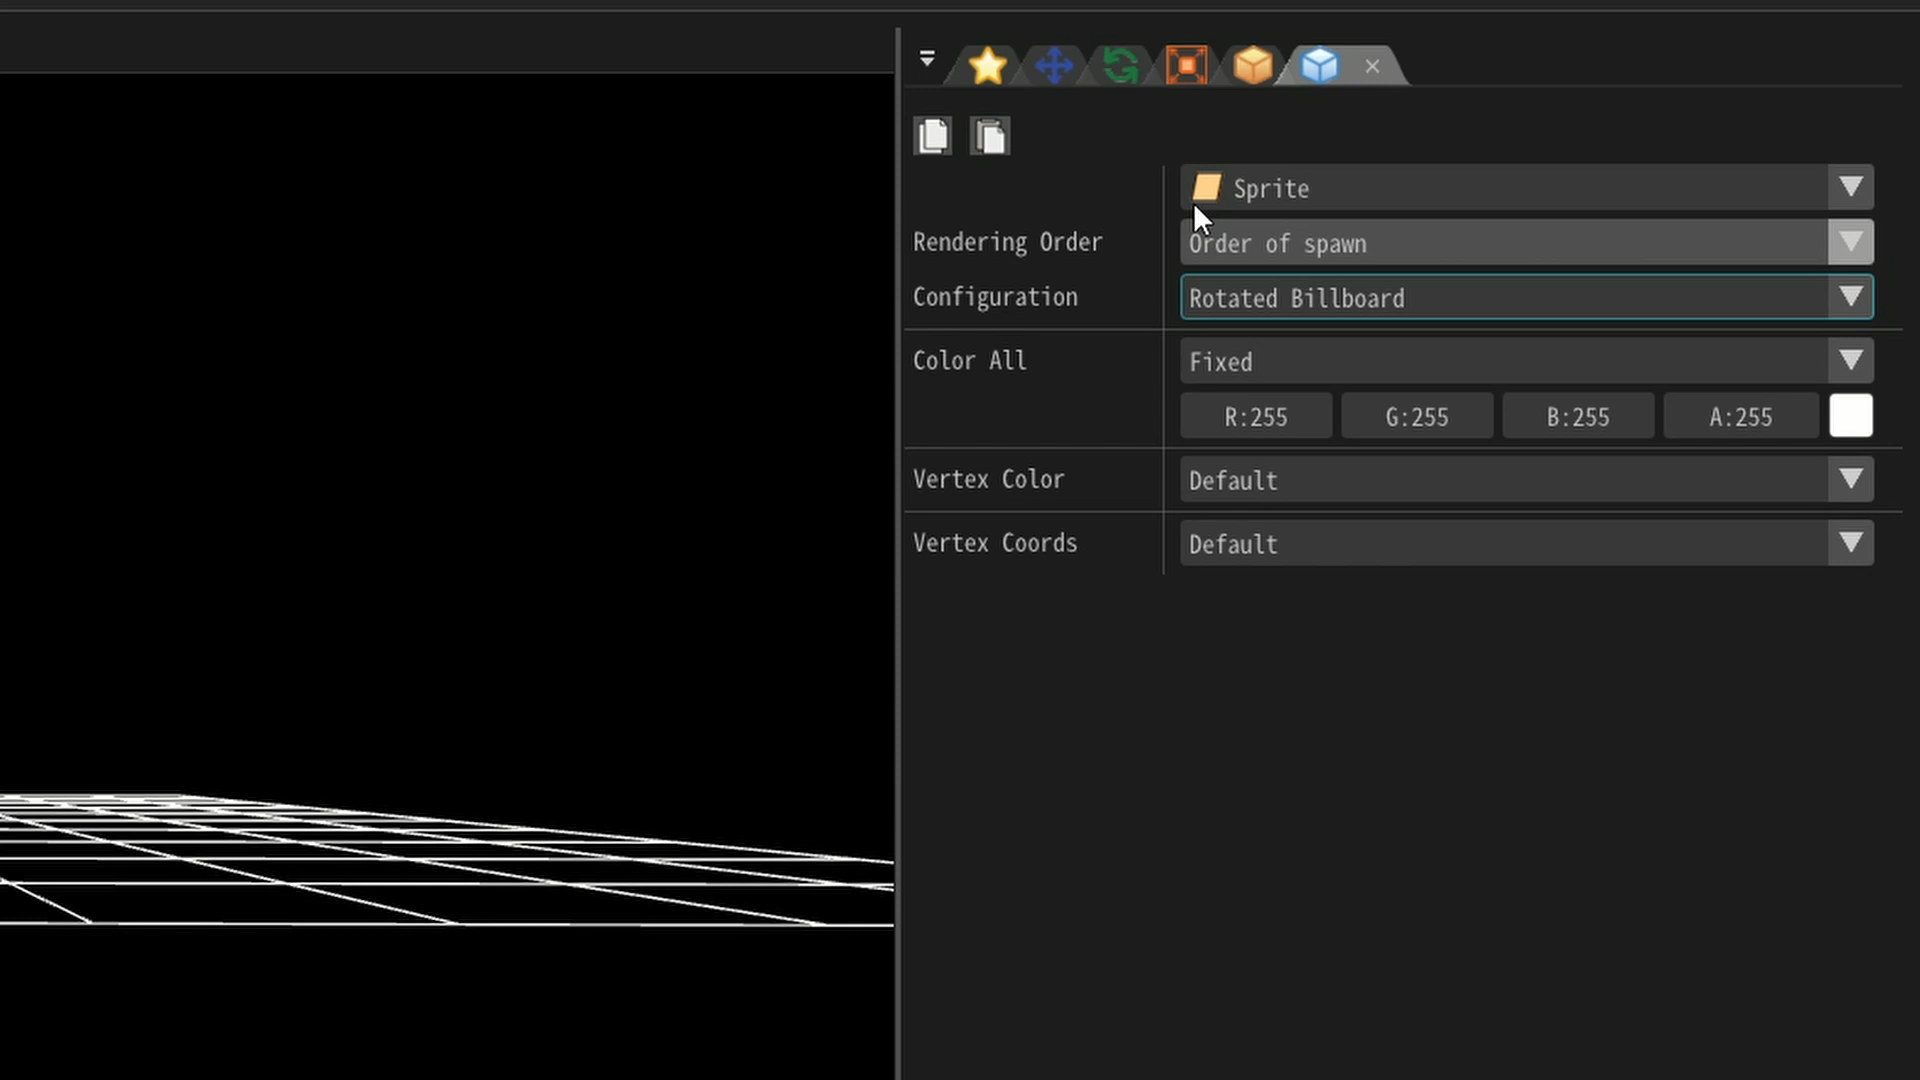 Sprite
Rendering Order Order of spawn
Configuration Rotated Billboard
Color All Fixed
R:255 G:255 B:255 A:255
Vertex Color Default
Vertex Coords Default